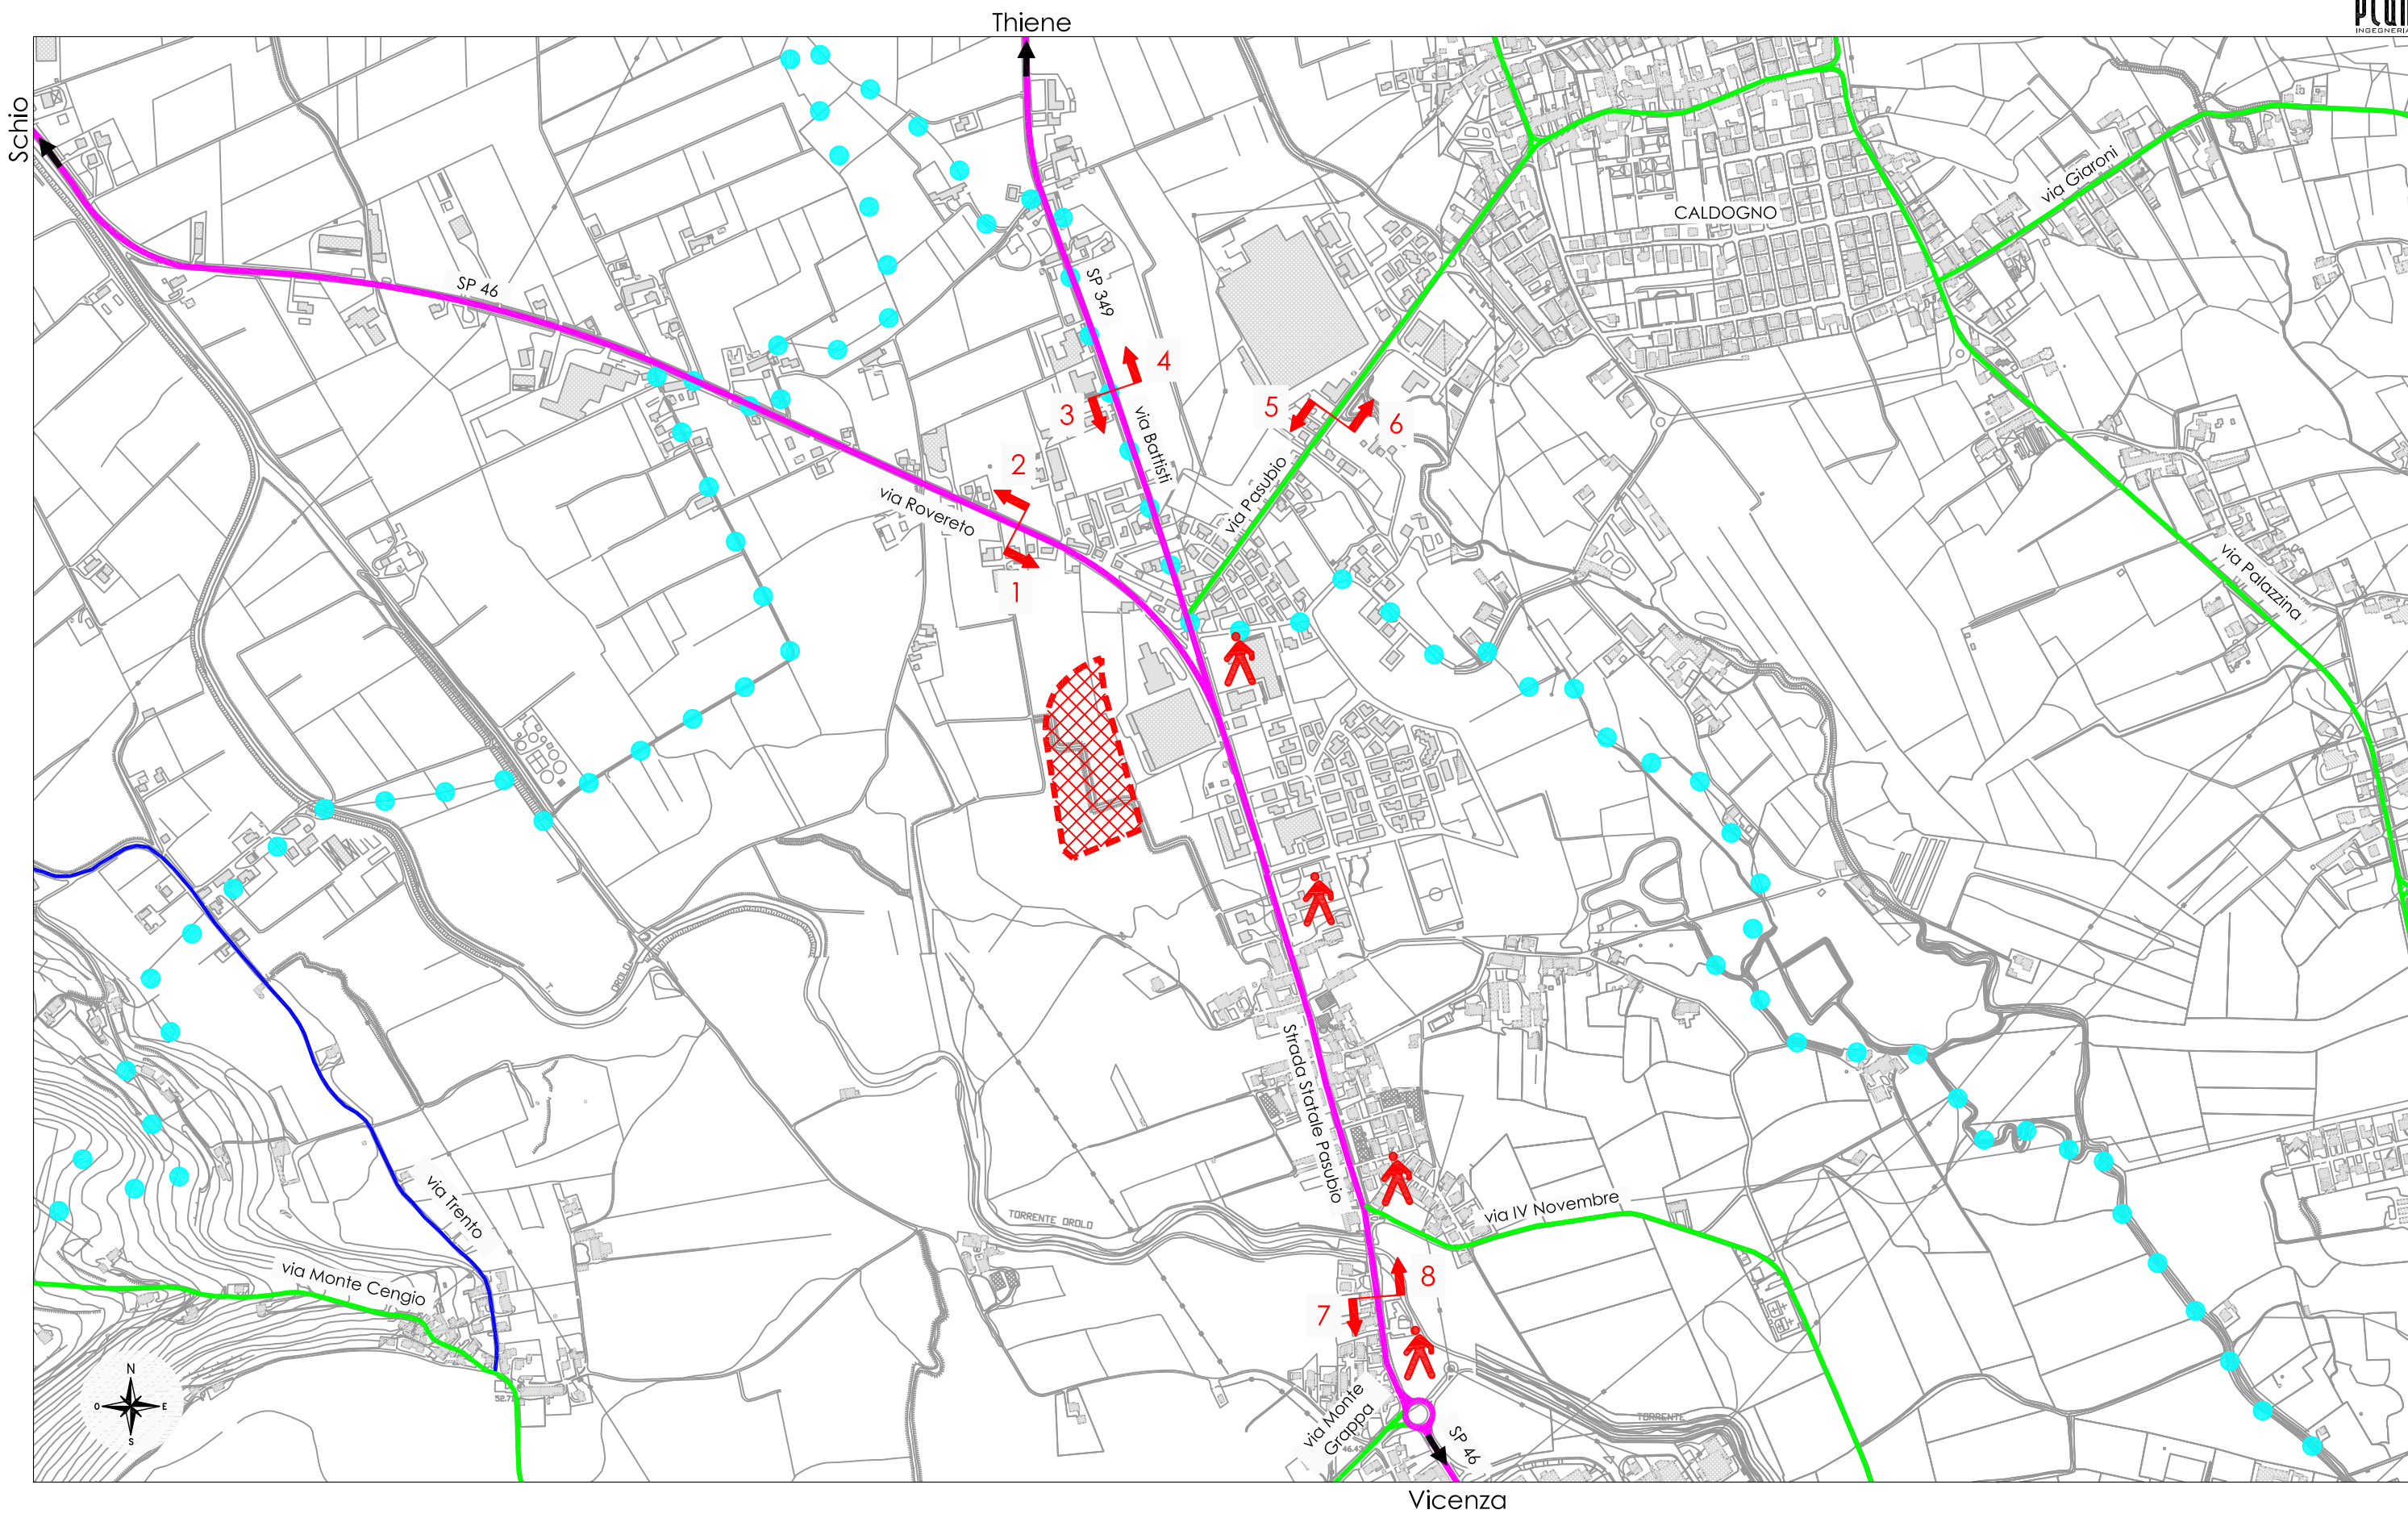 Thiene
INGEGNERIA
Schio
CALDOGNO
via Giaroni
SP 46
SP 349
4
3
via Battisti
5
6
2
via Pasubio
via Rovereto
1
via Palazzina
Strada Statale Pasubio
via Trento
TORRENTE OROLO
via IV Novembre
via Monte Cengio
8
7
N
O
E
S
via Monte
Grappa
SP 46
TORRENTE
Vicenza